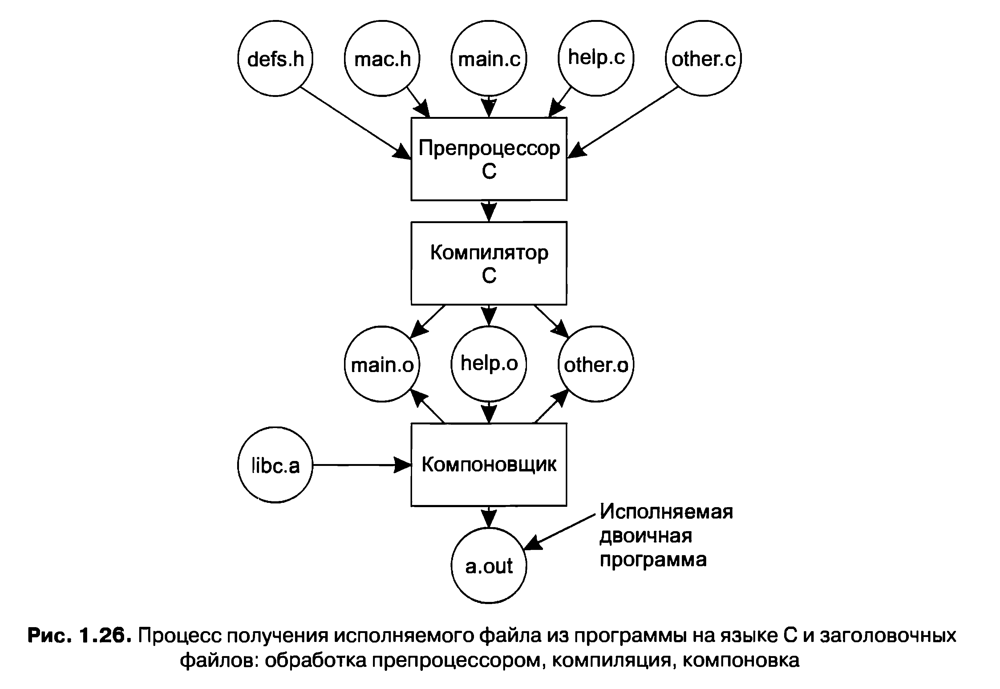 defs.h
mac.h
main.c
help.c
other.c
Препроцессор
C
Компилятор
C
main.o
help.o
other.o
libc.a
Компоновщик
Исполняемая
двоичная
программа
a.out
Рис. 1.26. Процесс получения исполняемого файла из программы на языке C и заголовочных
файлов: обработка препроцессором, компиляция, компоновка